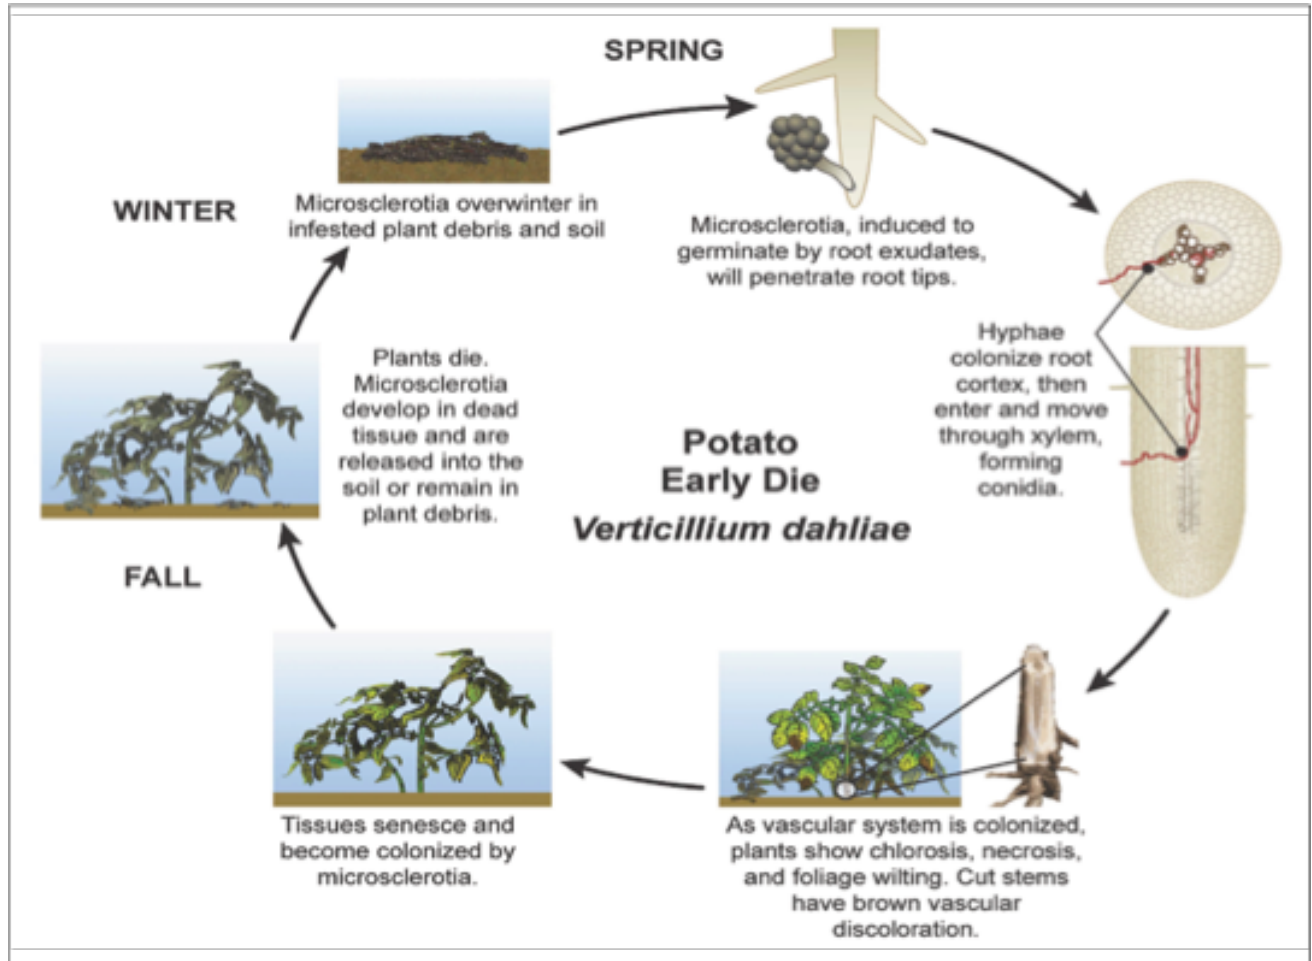 SPRING
WINTER
Microsclerotia overwinter in
infested plant debris and soil
Microsclerotia, induced to
germinate by root exudates,
will penetrate root tips.
Hyphae
colonize root
cortex, then
enter and move
through xylem,
forming
conidia.
Plants die.
Microsclerotia
develop in dead
tissue and are
released into the
soil or remain in
plant debris.
Potato
Early Die
Verticillium dahliae
FALL
Tissues senesce and
become colonized by
microsclerotia.
As vascular system is colonized,
plants show chlorosis, necrosis,
and foliage wilting. Cut stems
have brown vascular
discoloration.